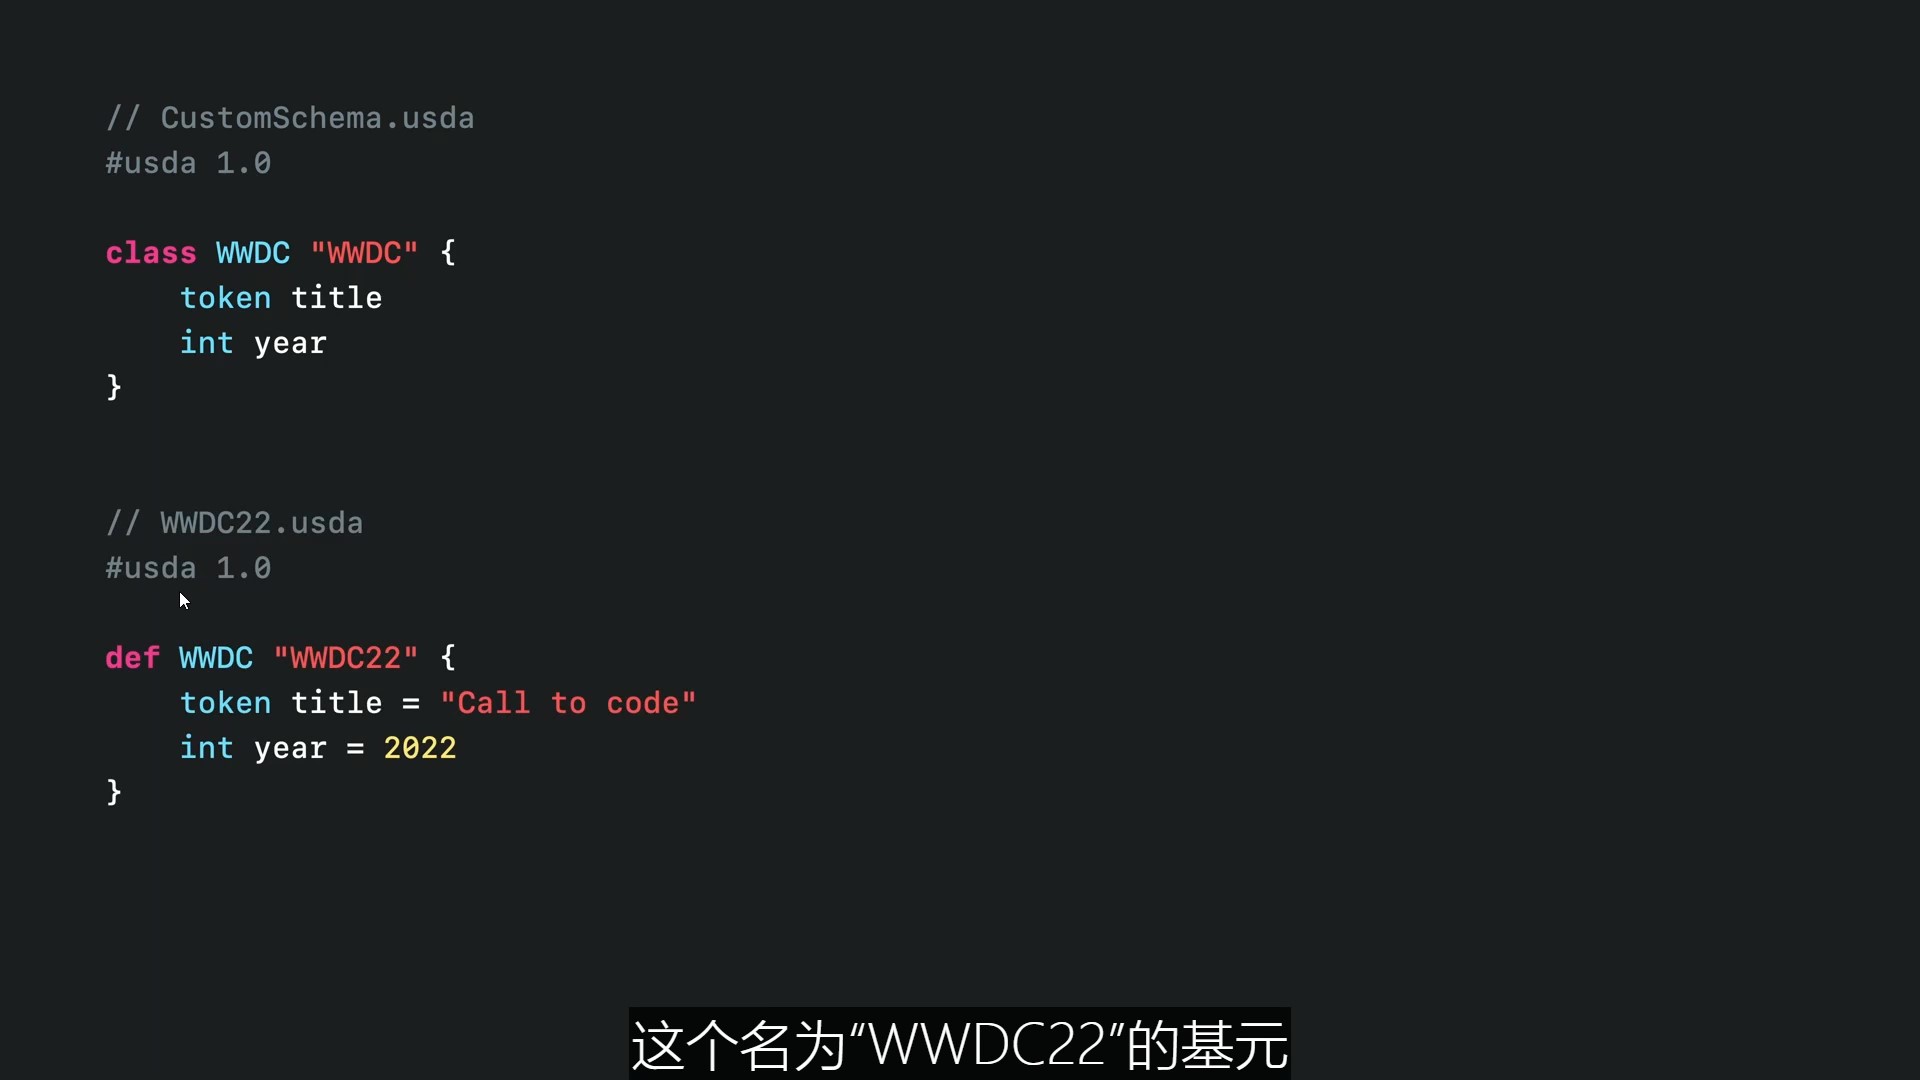 // CustomSchema.usda
#usda 1.0
class WWDC "WWDC" {
token title
int year
}
// WWDC22.usda
#usda 1.0
def WWDC "WWDC22" {
token title = "Call to code"
int year = 2022
}
这个名为“WWDC22”的基元